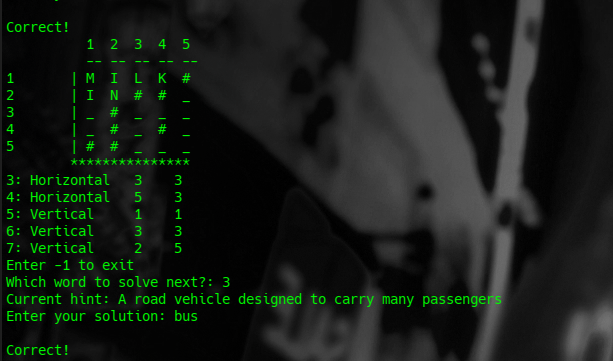 Correct!
1 2 3 4 5
-- -- -- -- --
1 | M I L K #
2 | I N # # _
3 | _ # _ _ _
4 | _ # _ # _
5 | # # _ _ _
***************
3: Horizontal 3 3
4: Horizontal 5 3
5: Vertical 1 1
6: Vertical 3 3
7: Vertical 2 5
Enter -1 to exit
Which word to solve next?: 3
Current hint: A road vehicle designed to carry many passengers
Enter your solution: bus
Correct!